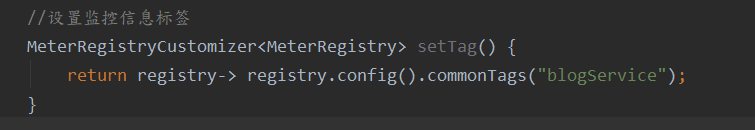 //设置监控信息标签
MeterRegistryCustomizer<MeterRegistry> setTag() {
    return registry-> registry.config().commonTags("blogService");
}